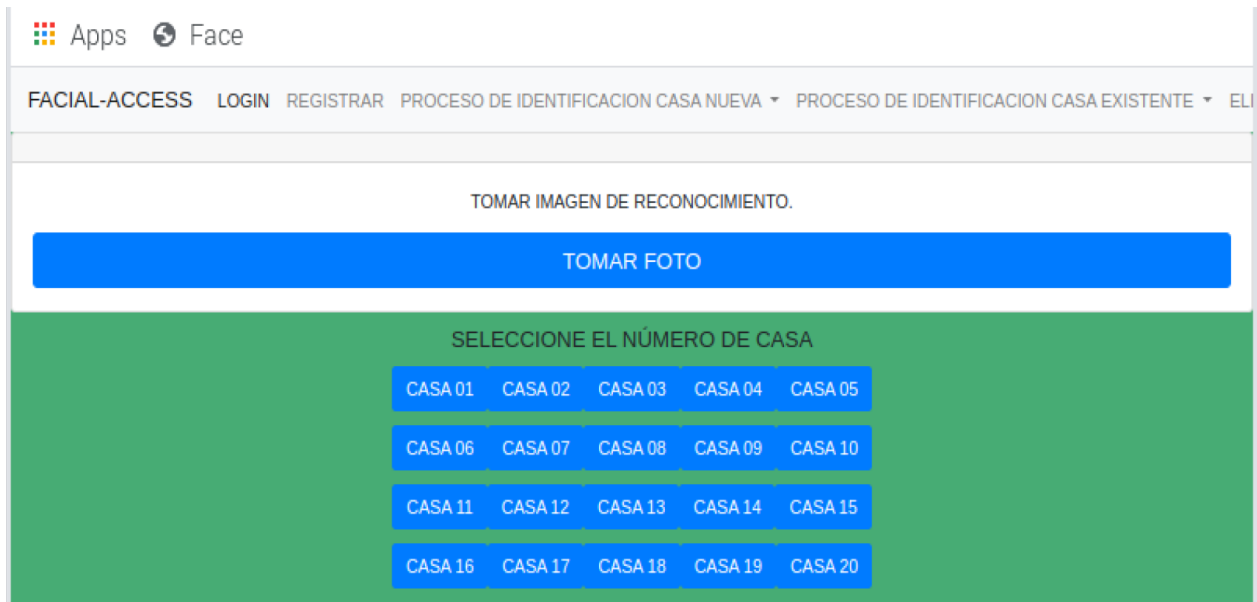 Apps Face
FACIAL-ACCESS LOGIN REGISTRAR PROCESO DE IDENTIFICACION CASA NUEVA PROCESO DE IDENTIFICACION CASA EXISTENTE
TOMAR IMAGEN DE RECONOCIMIENTO.
TOMAR FOTO
SELECCIONE EL NÚMERO DE CASA
CASA 01 CASA 02 CASA 03 CASA 04 CASA 05
CASA 06 CASA 07 CASA 08 CASA 09 CASA 10
CASA 11 CASA 12 CASA 13 CASA 14 CASA 15
CASA 16 CASA 17 CASA 18 CASA 19 CASA 20